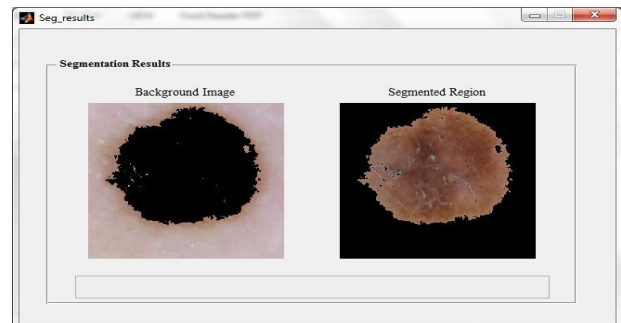 Seg_results
Segmentation Results
Background Image
Segmented Region